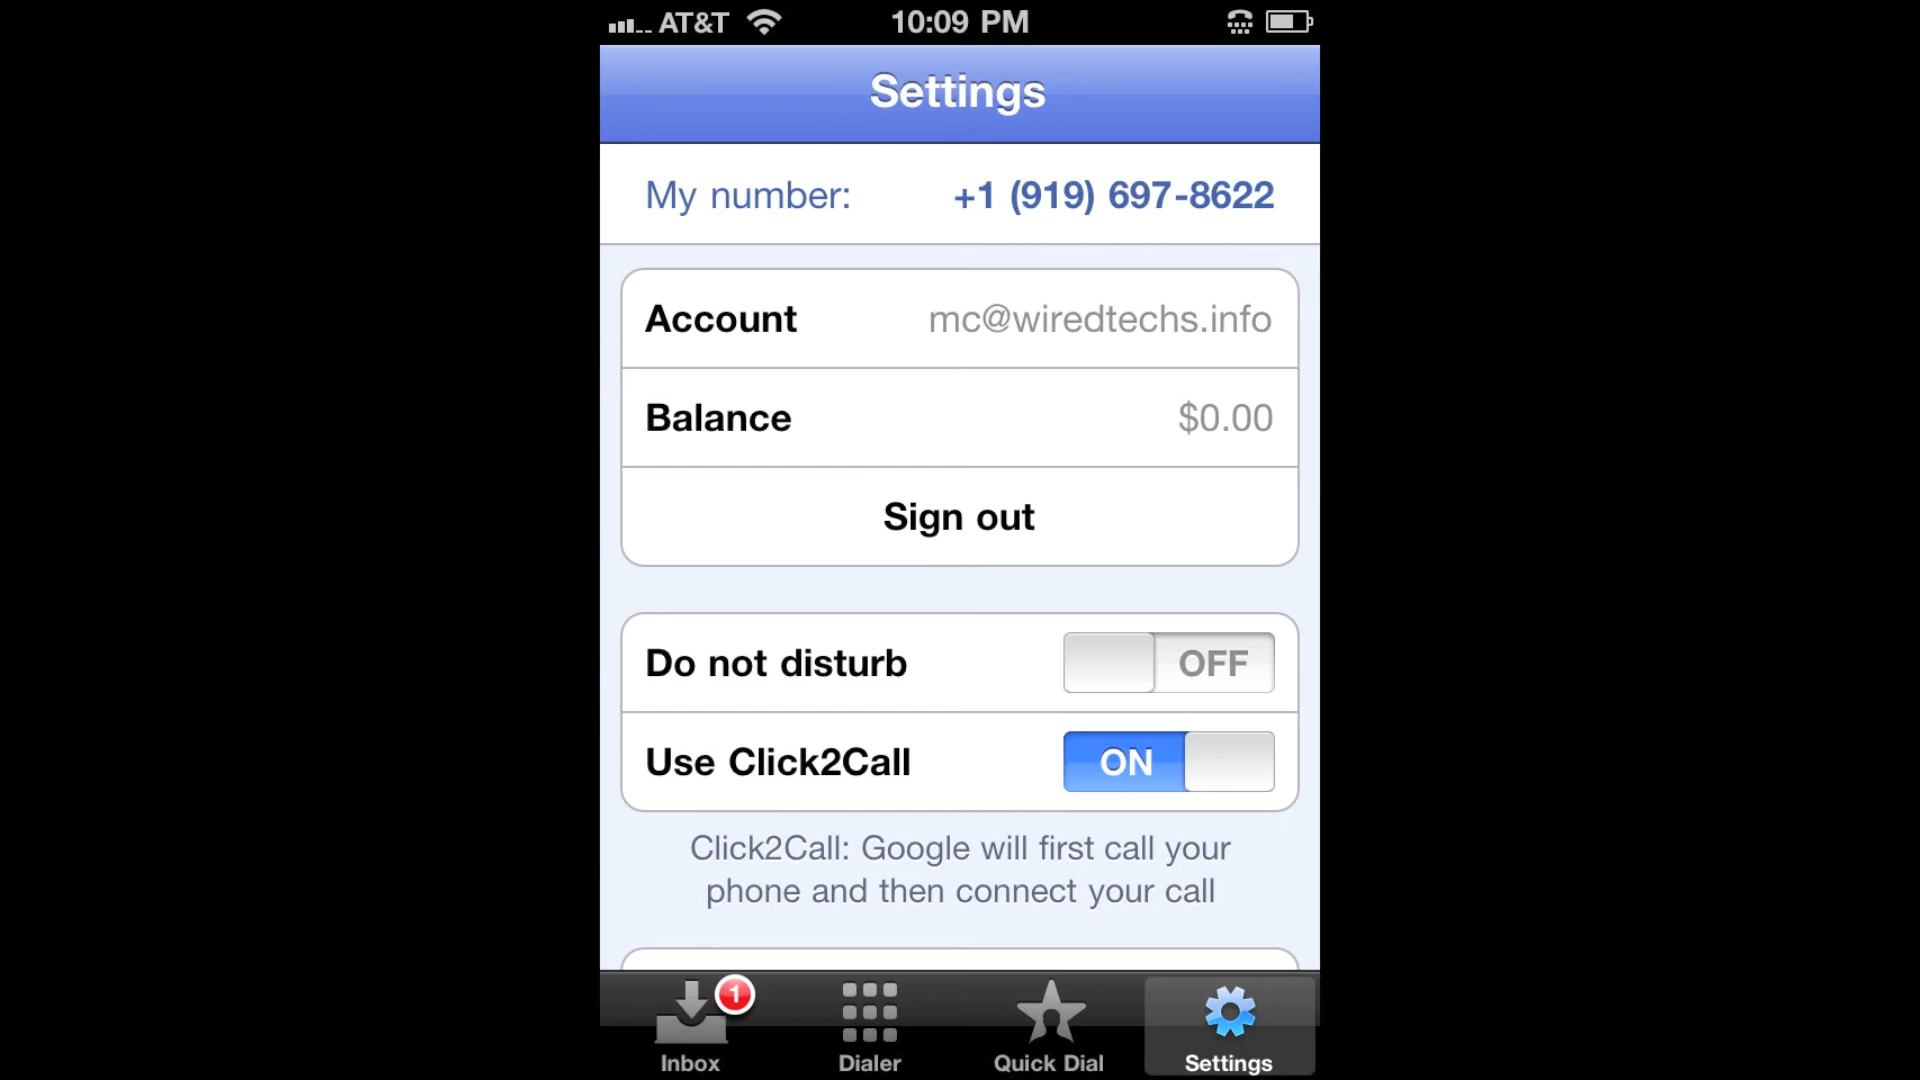 AT&T 10:09 PM
Settings
My number: +1 (919) 697-8622
Account mc@wiredtechs.info
Balance $0.00
Sign out
Do not disturb OFF
Use Click2Call ON
Click2Call: Google will first call your
phone and then connect your call
1
Inbox Dialer Quick Dial Settings